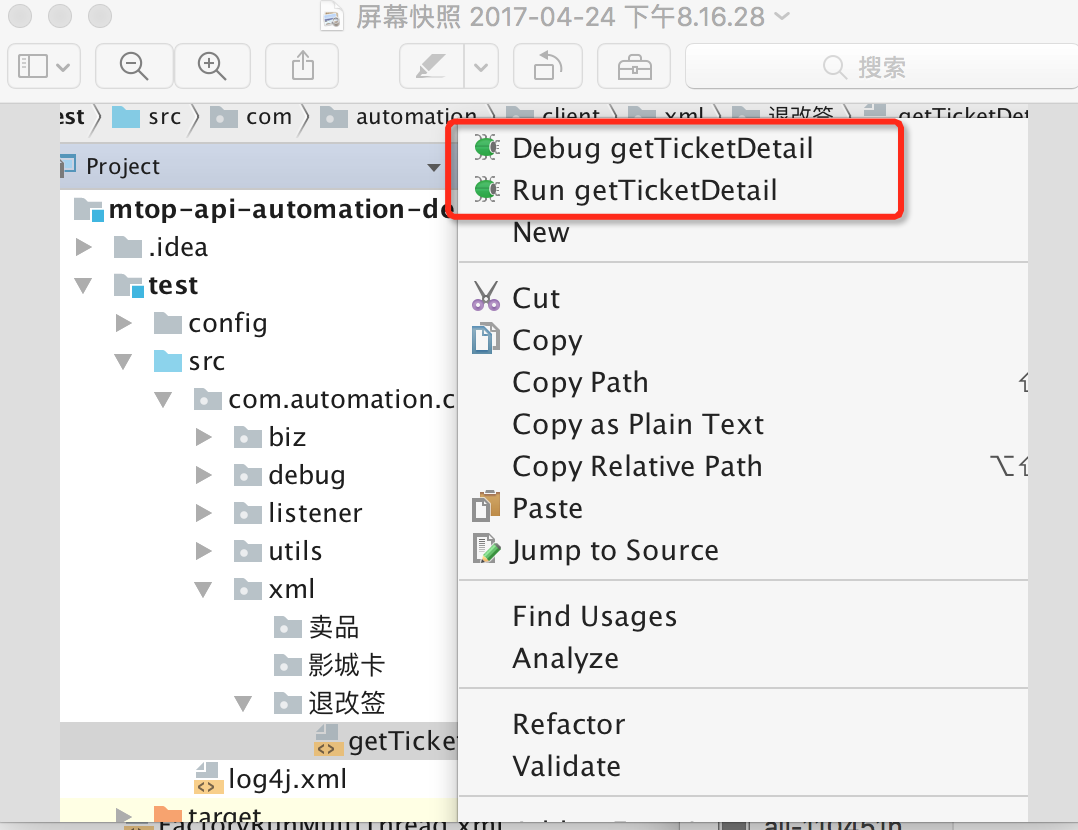 屏幕快照 2017-04-24 下午8.16.28
搜索
est src com automation client xml 退改签 getTicketDet
Project
Debug getTicketDetail
Run getTicketDetail
New
Cut
Copy
Copy Path
Copy as Plain Text
Copy Relative Path
Paste
Jump to Source
Find Usages
Analyze
Refactor
Validate
mtop-api-automation-de
.idea
test
config
src
com.automation.c
biz
debug
listener
utils
xml
卖品
影城卡
退改签
getTicke
log4j.xml
target
FactoryRunMultiThread.xml